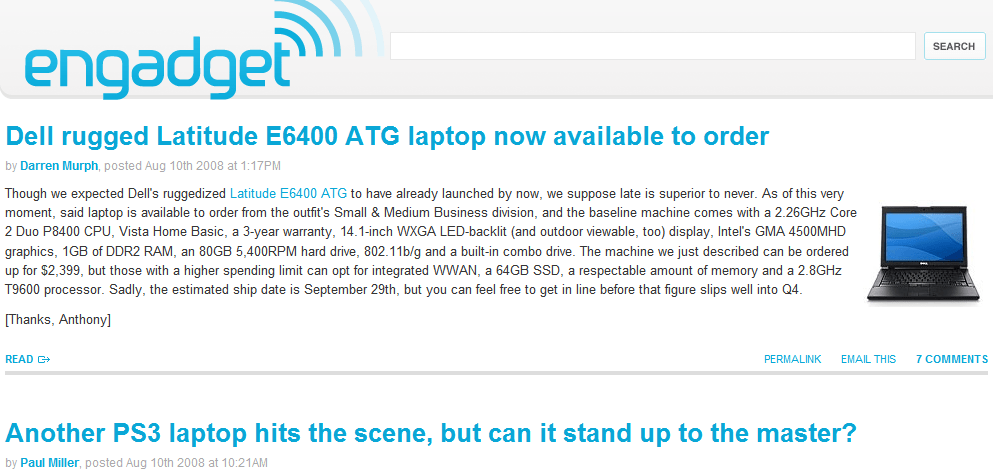 engadget
SEARCH
Dell rugged Latitude E6400 ATG laptop now available to order
by Darren Murph, posted Aug 10th 2008 at 1:17PM
Though we expected Dell's ruggedized Latitude E6400 ATG to have already launched by now, we suppose late is superior to never. As of this very
moment, said laptop is available to order from the outfit's Small & Medium Business division, and the baseline machine comes with a 2.26GHz Core
2 Duo P8400 CPU, Vista Home Basic, a 3-year warranty, 14.1-inch WXGA LED-backlit (and outdoor viewable, too) display, Intel's GMA 4500MHD
graphics, 1GB of DDR2 RAM, an 80GB 5,400RPM hard drive, 802.11b/g and a built-in combo drive. The machine we just described can be ordered
up for $2,399, but those with a higher spending limit can opt for integrated WWAN, a 64GB SSD, a respectable amount of memory and a 2.8GHz
T9600 processor. Sadly, the estimated ship date is September 29th, but you can feel free to get in line before that figure slips well into Q4.
[Thanks, Anthony]
READ
PERMALINK EMAIL THIS 7 COMMENTS
Another PS3 laptop hits the scene, but can it stand up to the master?
by Paul Miller, posted Aug 10th 2008 at 10:21AM